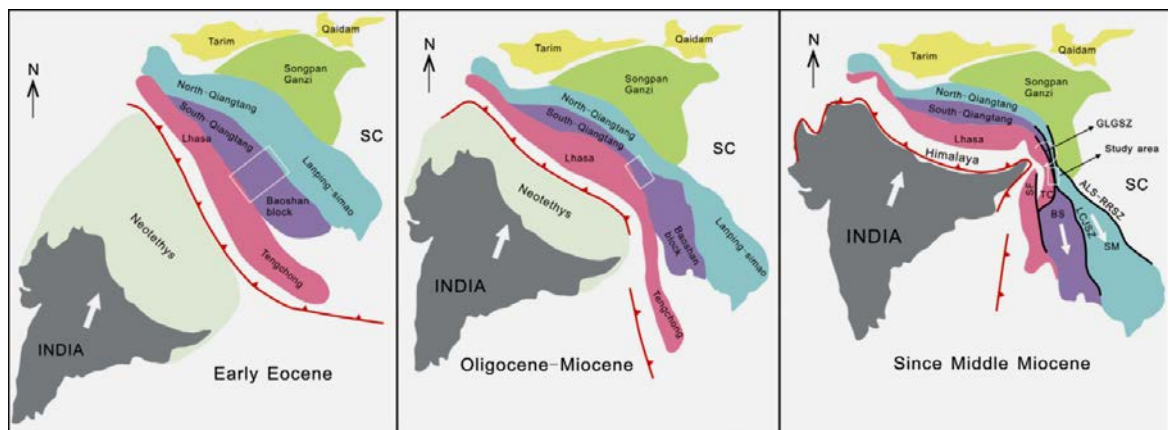 Tarim
Qaidam
N
Songpan
Ganzi
North-Qiangtang
South-Qiangtang
Lhasa
SC
Lanping-simao
Baoshan
block
Neotethys
Tengchong
INDIA
Early Eocene
Tarim
Qaidam
N
Songpan
Ganzi
North-Qiangtang
South-Qiangtang
Lhasa
SC
Neotethys
Lanping-simao
Baoshan
block
INDIA
Tengchong
Oligocene-Miocene
Tarim
Qaidam
N
Songpan
Ganzi
North-Qiangtang
South-Qiangtang
GLGSZ
Lhasa
Study area
Himalaya
SC
SF
TC
ALS-RRSZ
INDIA
BS
LCJSZ
SM
Since Middle Miocene